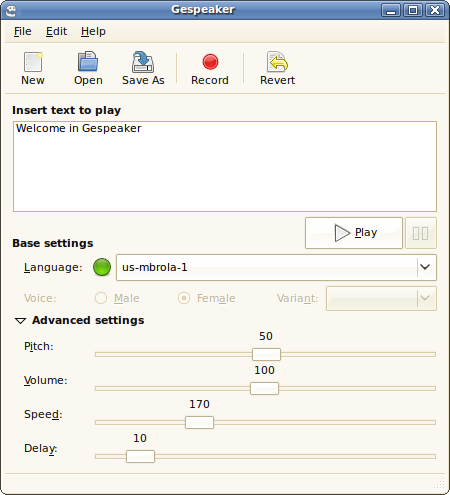 Gespeaker
File Edit Help
New Open Save As Record Revert
Insert text to play
Welcome in Gespeaker
Play
Base settings
Language: us-mbrola-1
Voice: Male Female Variant:
Advanced settings
50
Pitch:
100
Volume:
170
Speed:
10
Delay: